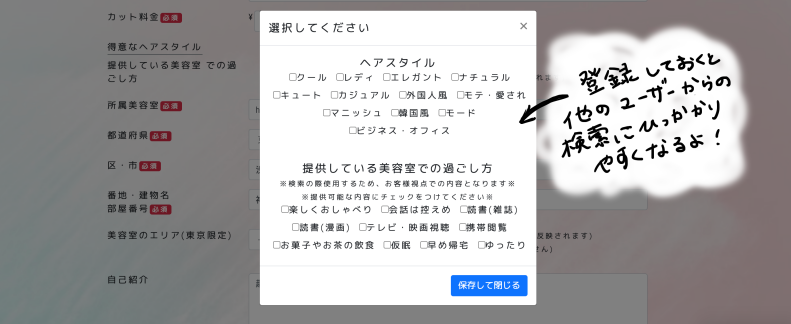 カット料金 必須
¥
得意なヘアスタイル
提供している美容室 での過
ごし方
所属美容室 必須
都道府県 必須
区・市 必須
番地・建物名
部屋番号 必須
美容室のエリア(東京限定)
反映されます)
せん)
自己紹介
選択してください ×
ヘアスタイル
クール レディ エレガント ナチュラル
キュート カジュアル 外国人風 モテ・愛され
マニッシュ 韓国風 モード
ビジネス・オフィス
提供している美容室での過ごし方
※検索の際使用するため、お客様視点での内容となります※
※提供可能な内容にチェックをつけてください※
楽しくおしゃべり 会話は控えめ 読書(雑誌)
読書(漫画) テレビ・映画視聴 携帯閲覧
お菓子やお茶の飲食 仮眠 早め帰宅 ゆったり
保存して閉じる
登録しておくと
他のユーザーからの
検索にひっかかり
やすくなるよ!